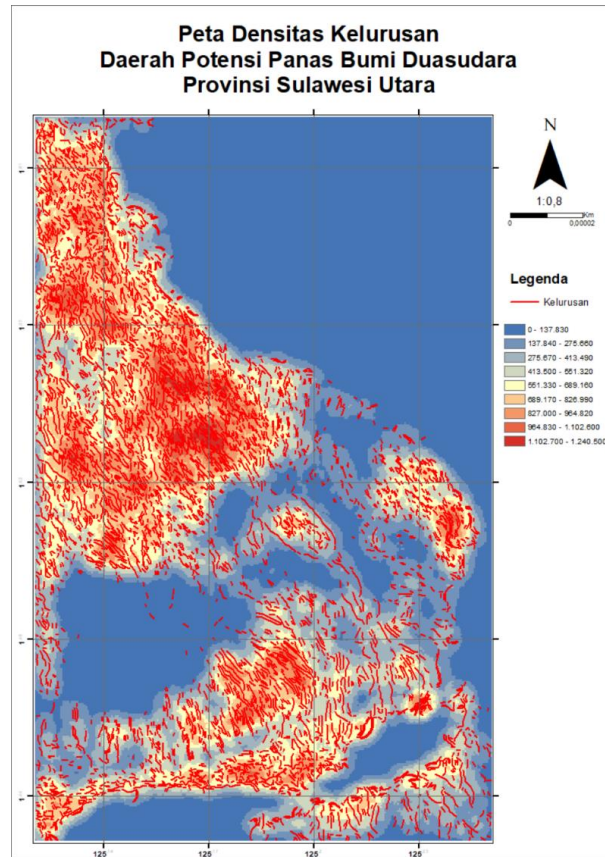 Peta Densitas Kelurusan
Daerah Potensi Panas Bumi Duasudara
Provinsi Sulawesi Utara
N
1:0,8
Km
0 0,00002
Legenda
Kelurusan
0 - 137.830
137.840 - 275.660
275.670 - 413.490
413.500 - 551.320
551.330 - 689.160
689.170 - 826.990
827.000 - 964.820
964.830 - 1.102.600
1.102.700 - 1.240.500
125 125 125 125